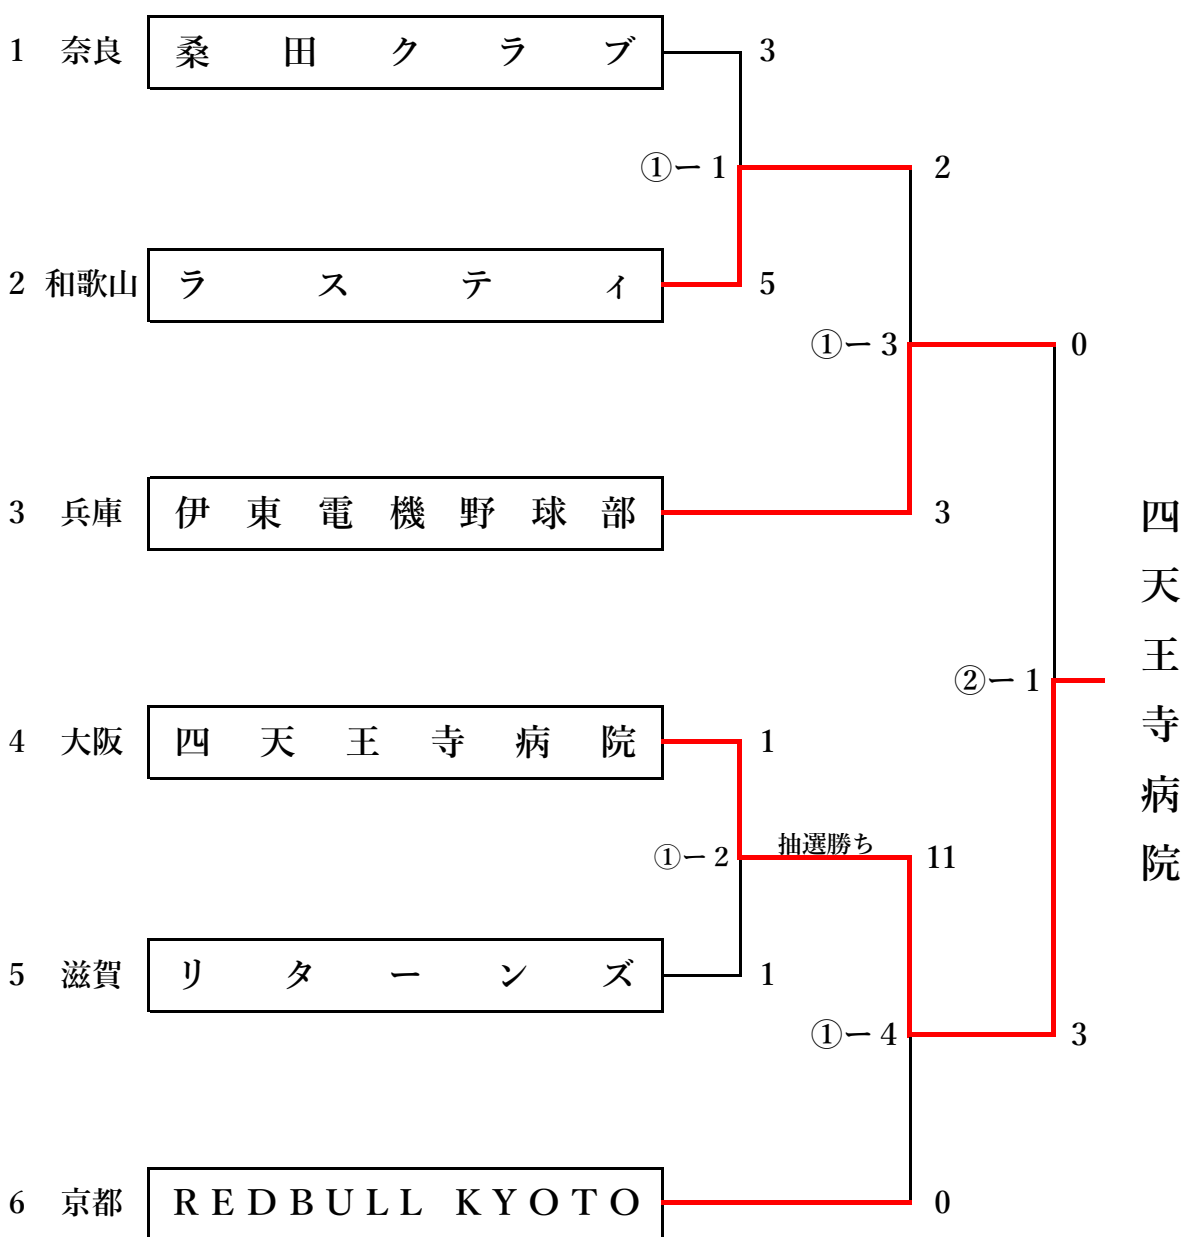 1 奈良 桑田クラブ 3
①ー1 2
2 和歌山 ラスティ 5
①ー3 0
3 兵庫 伊東電機野球部 3
四天王寺病院
②ー1
4 大阪 四天王寺病院 1
抽選勝ち
①ー2 11
5 滋賀 リターンズ 1
①ー4 3
6 京都 REDBULL KYOTO 0